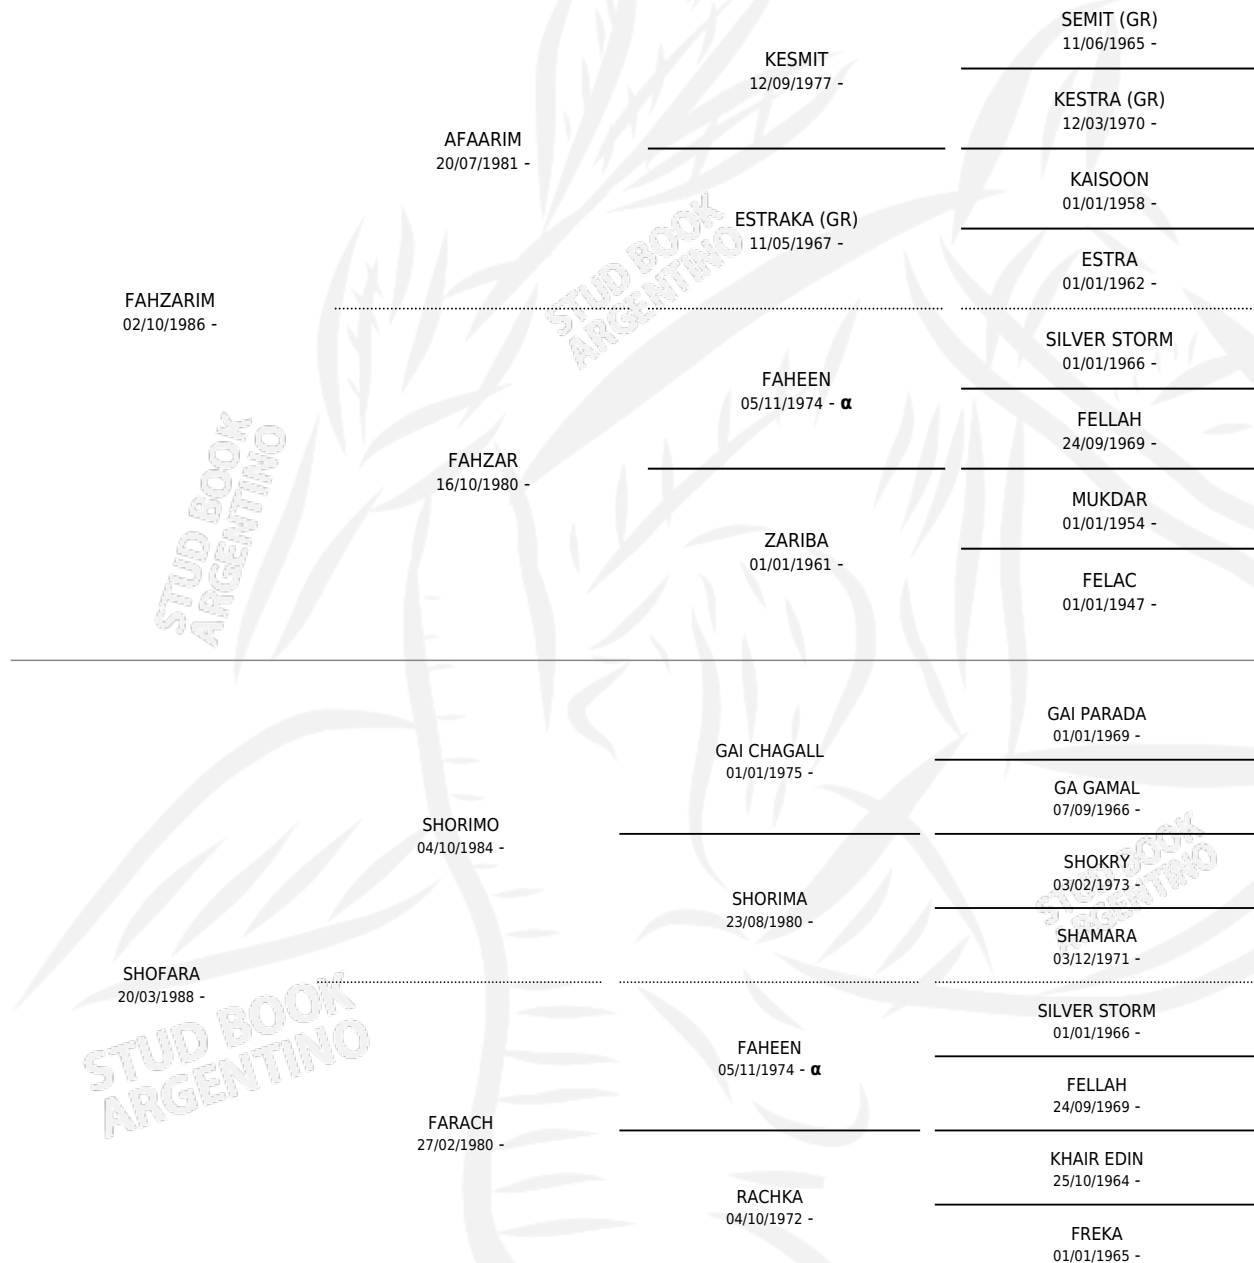 SEMIT (GR)
11/06/1965 -
KESMIT
12/09/1977 -
KESTRA (GR)
12/03/1970 -
AFAARIM
20/07/1981 -
KAISOON
01/01/1958 -
ESTRAKA (GR)
11/05/1967 -
ESTRA
01/01/1962 -
FAHZARIM
02/10/1986 -
SILVER STORM
01/01/1966 -
FAHEEN
05/11/1974 - α
FELLAH
24/09/1969 -
FAHZAR
16/10/1980 -
MUKDAR
01/01/1954 -
ZARIBA
01/01/1961 -
FELAC
01/01/1947 -
STUD BOOK
ARGENTINO
STUD BOOK
ARGENTINO
GAI PARADA
01/01/1969 -
GAI CHAGALL
01/01/1975 -
GA GAMAL
07/09/1966 -
SHORIMO
04/10/1984 -
SHOKRY
03/02/1973 -
SHORIMA
23/08/1980 -
SHAMARA
03/12/1971 -
SHOFARA
20/03/1988 -
SILVER STORM
01/01/1966 -
FAHEEN
05/11/1974 - α
FELLAH
24/09/1969 -
FARACH
27/02/1980 -
KHAIR EDIN
25/10/1964 -
RACHKA
04/10/1972 -
FREKA
01/01/1965 -
STUD BOOK
ARGENTINO
STUD BOOK
ARGENTINO